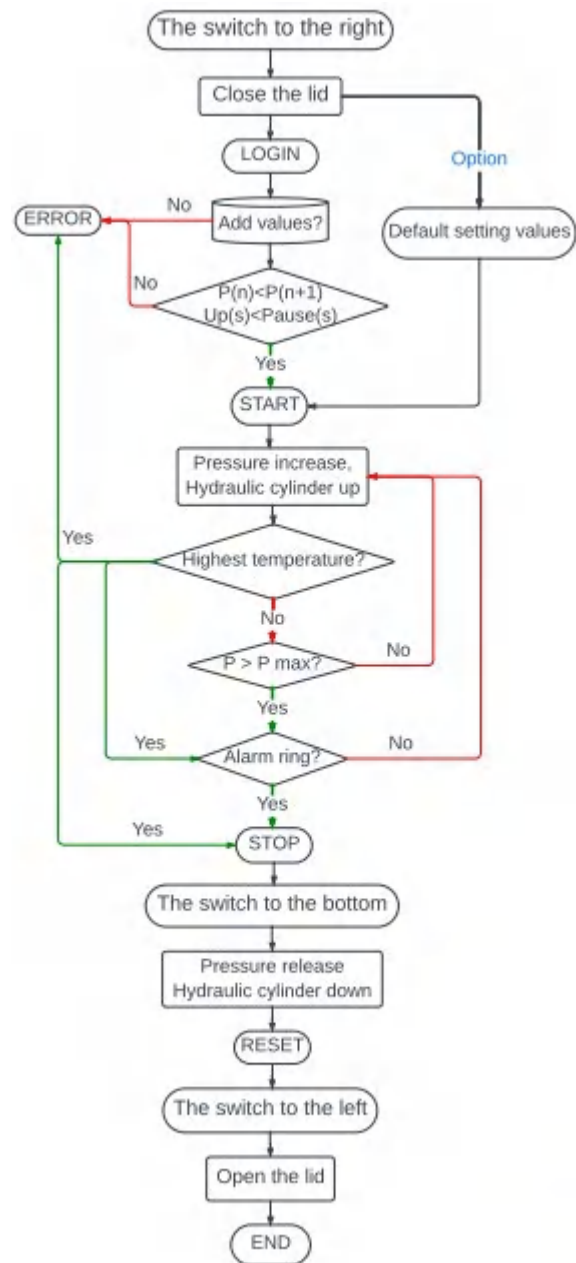 The switch to the right
Close the lid
Option
LOGIN
No
ERROR
Add values?
Default setting values
No
P(n)<P(n+1)
Up(s)<Pause(s)
Yes
START
Pressure increase,
Hydraulic cylinder up
Yes
Highest temperature?
No
P > P max?
No
Yes
Yes
Alarm ring?
No
Yes
Yes
STOP
The switch to the bottom
Pressure release
Hydraulic cylinder down
RESET
The switch to the left
Open the lid
END